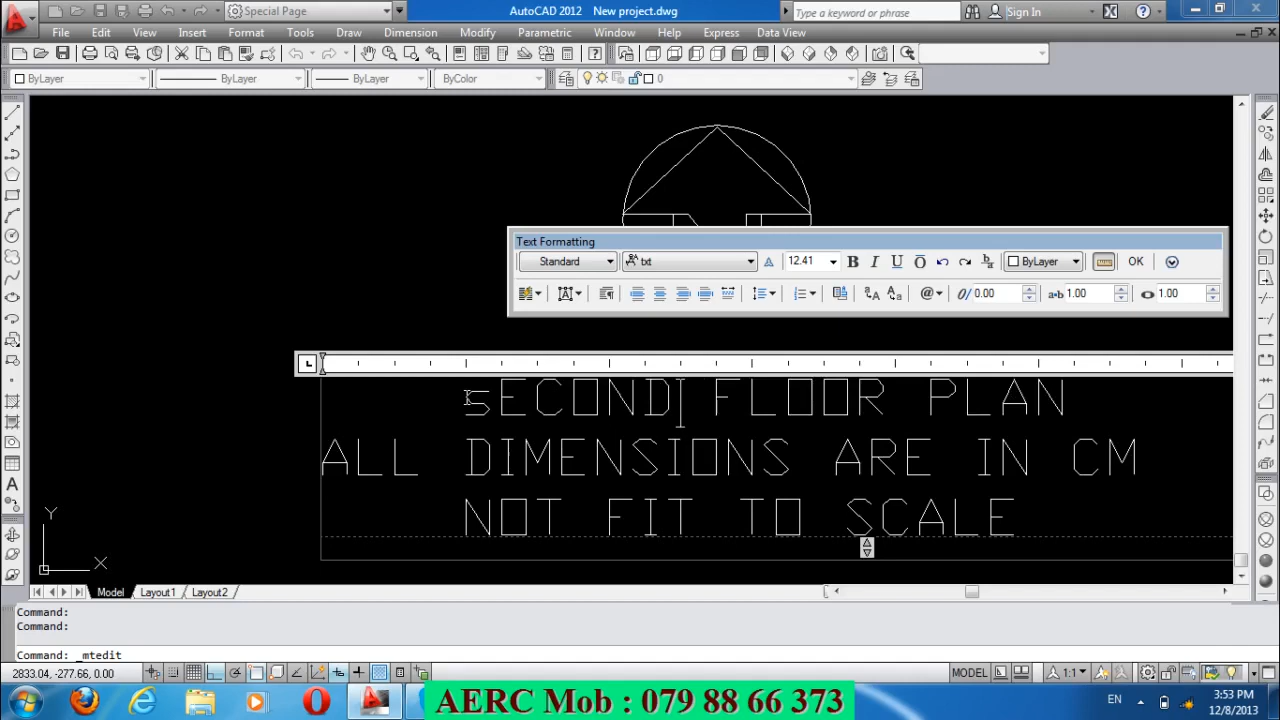 Special Page
AutoCAD 2012 New project.dwg
Type a keyword or phrase
Sign In
File Edit View Insert Format Tools Draw Dimension Modify Parametric Window Help Express Data View
ByLayer ByLayer ByLayer ByColor 0
Text Formatting
Standard txt 12.41 B I U O ByLayer OK
@ 0/ 0.00 a•b 1.00 1.00
SECOND FLOOR PLAN
ALL DIMENSIONS ARE IN CM
NOT FIT TO SCALE
Y
X
Model Layout1 Layout2
Command:
Command:
Command: _mtedit
2833.04, -277.66, 0.00 MODEL 1:1
AERC Mob : 079 88 66 373
EN
3:53 PM
12/8/2013